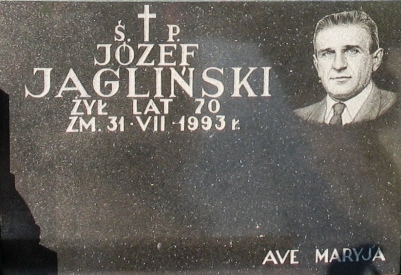 Ś. P.
JÓZEF
JAGLIŃSKI
ŻYŁ LAT 70
ZM. 31·VII·1993 r.
AVE MARYJA